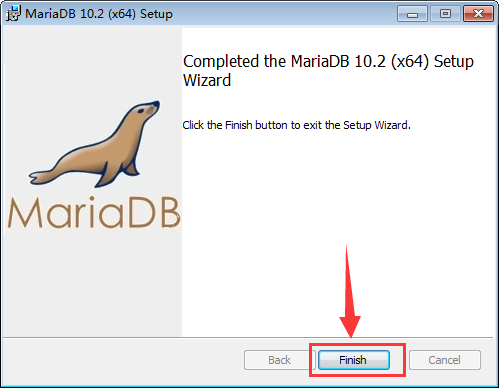 MariaDB 10.2 (x64) Setup
Completed the MariaDB 10.2 (x64) Setup
Wizard
Click the Finish button to exit the Setup Wizard.
MariaDB
Back
Finish
Cancel